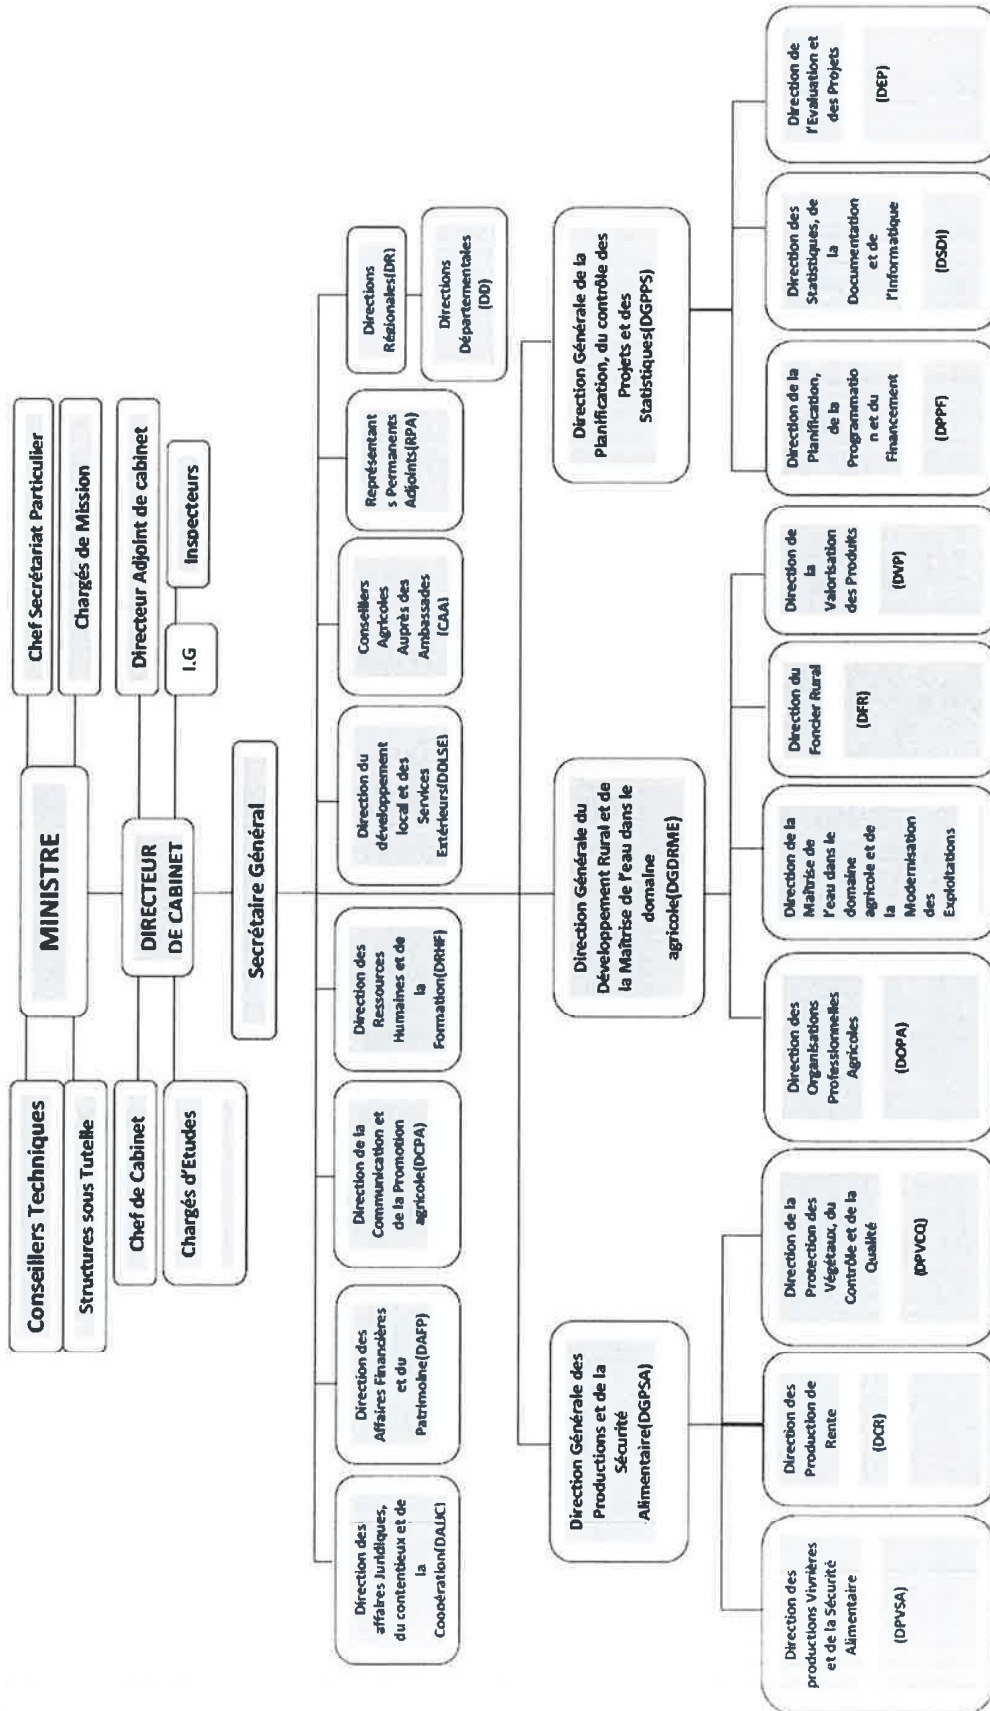 Conseillers Techniques
Structures sous Tutelle
MINISTRE
Chef Secrétariat Particulier
Chargés de Mission
Chef de Cabinet
Chargés d'Etudes
DIRECTEUR
DE CABINET
Directeur Adjoint de cabinet
I.G
Inspecteurs
Secrétaire Général
Direction des
affaires Juridiques,
du contentieux et de
la
Coopération(DAJJC)
Direction des
Affaires Financières
et du
Patrimoine(DAFP)
Direction de la
Communication et
de la Promotion
agricole(DCPA)
Direction des
Ressources
Humaines et de
la
Formation(DRHF)
Direction du
développement
local et des
Services
Extérieurs(DDLSE)
Conseillers
Agricoles
Auprès des
Ambassades
(CAA)
Représentant
s Permanents
Adjoints(RPA)
Directions
Régionales(DR)
Directions
Départementales
(DD)
Direction Générale des
Productions et de la
Sécurité
Alimentaire(DGPSA)
Direction Générale du
Développement Rural et de
la Maîtrise de l'eau dans le
domaine
agricole(DGDRME)
Direction Générale de la
Planification, du contrôle des
Projets et des
Statistiques(DGPPS)
Direction des
productions Vivrières
et de la Sécurité
Alimentaire
(DPVSA)
Direction des
Production de
Rente
(DCR)
Direction de la
Protection des
Végétaux, du
Contrôle et de la
Qualité
(DPVCQ)
Direction des
Organisations
Professionnelles
Agricoles
(DOPA)
Direction de la
Maîtrise de
l'eau dans le
domaine
agricole et de
la
Modernisation
des
Exploitations
Direction du
Foncier Rural
(DFR)
Direction de
la
Valorisation
des Produits
(DVP)
Direction de la
Planification,
de la
Programmatio
n et du
Financement
(DPPF)
Direction des
Statistiques, de
la
Documentation
et de
l'Informatique
(DSDI)
Direction de
l'Evaluation et
des Projets
(DEP)